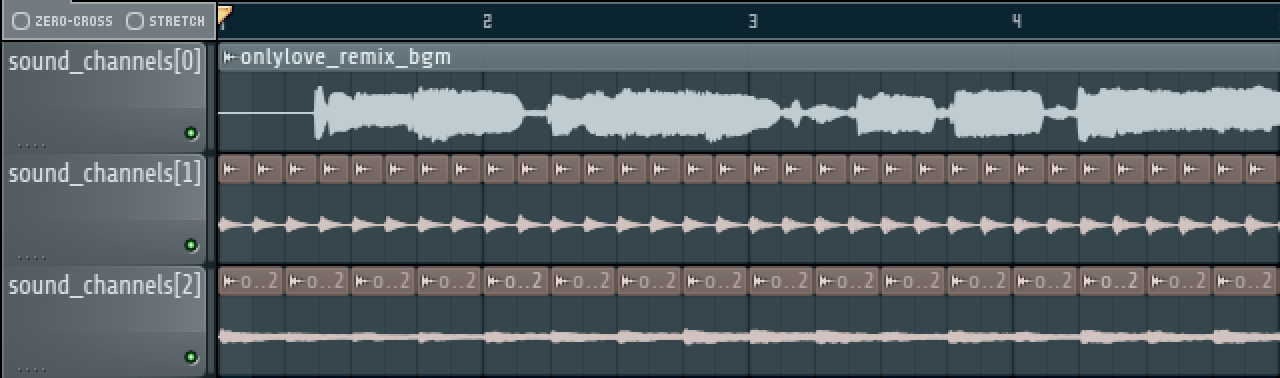 ZERO-CROSS STRETCH 2 3 4
sound_channels[0] onlylove_remix_bgm
sound_channels[1]
sound_channels[2] o..2 o..2 o..2 o..2 o..2 o..2 o..2 o..2 o..2 o..2 o..2 o..2 o..2 o..2 o..2 o..2